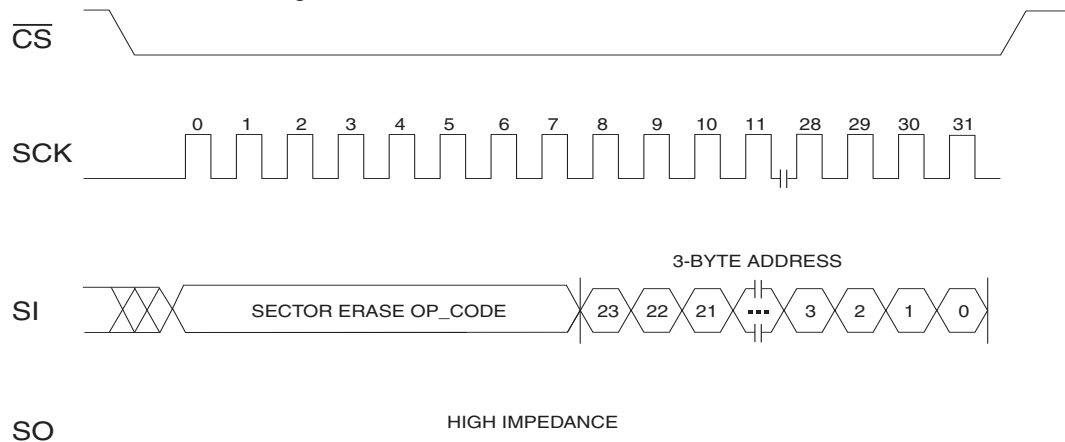 CS
0 1 2 3 4 5 6 7 8 9 10 11 28 29 30 31
SCK
3-BYTE ADDRESS
SI SECTOR ERASE OP_CODE 23 22 21 ... 3 2 1 0
HIGH IMPEDANCE
SO